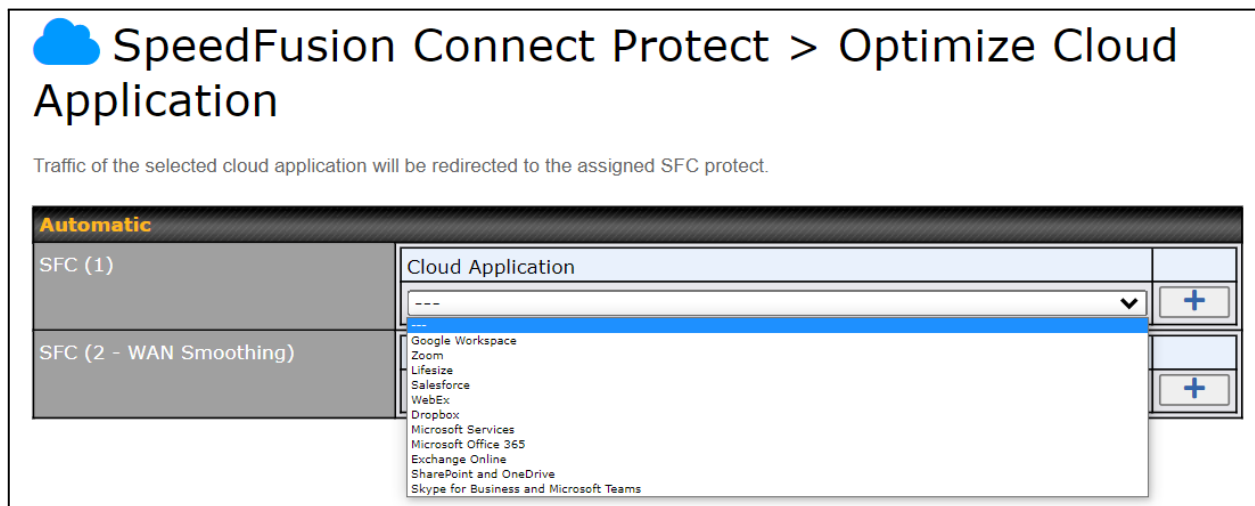 SpeedFusion Connect Protect > Optimize Cloud
Application
Traffic of the selected cloud application will be redirected to the assigned SFC protect.
Automatic
SFC (1)
Cloud Application
---
+
---
Google Workspace
Zoom
Lifesize
Salesforce
WebEx
Dropbox
Microsoft Services
Microsoft Office 365
Exchange Online
SharePoint and OneDrive
Skype for Business and Microsoft Teams
SFC (2 - WAN Smoothing)
+